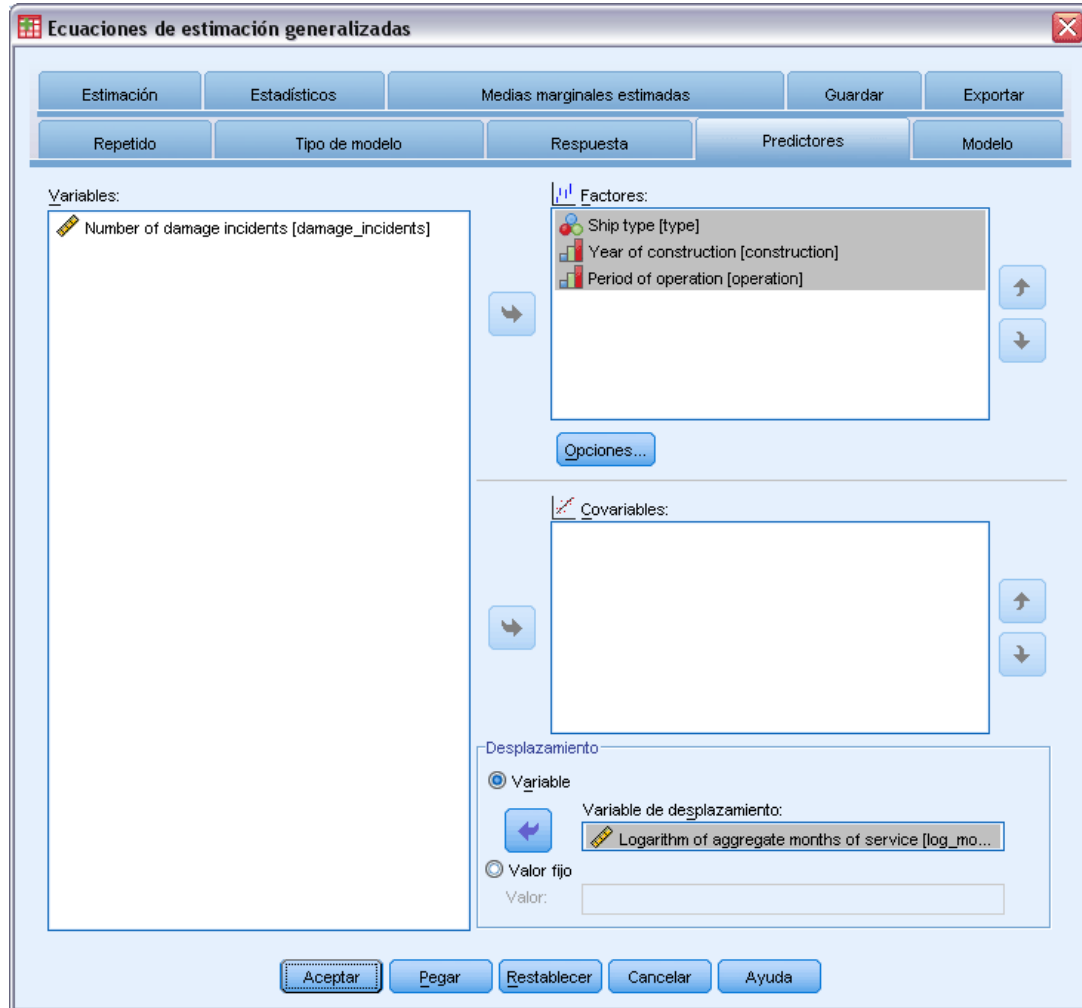 Ecuaciones de estimación generalizadas
Estimación
Estadísticos
Medias marginales estimadas
Guardar
Exportar
Repetido
Tipo de modelo
Respuesta
Predictores
Modelo
Variables:
Number of damage incidents [damage_incidents]
Factores:
Ship type [type]
Year of construction [construction]
Period of operation [operation]
Opciones...
Covariables:
Desplazamiento
Variable
Variable de desplazamiento:
Logarithm of aggregate months of service [log_mo...
Valor fijo
Valor:
Aceptar
Pegar
Restablecer
Cancelar
Ayuda